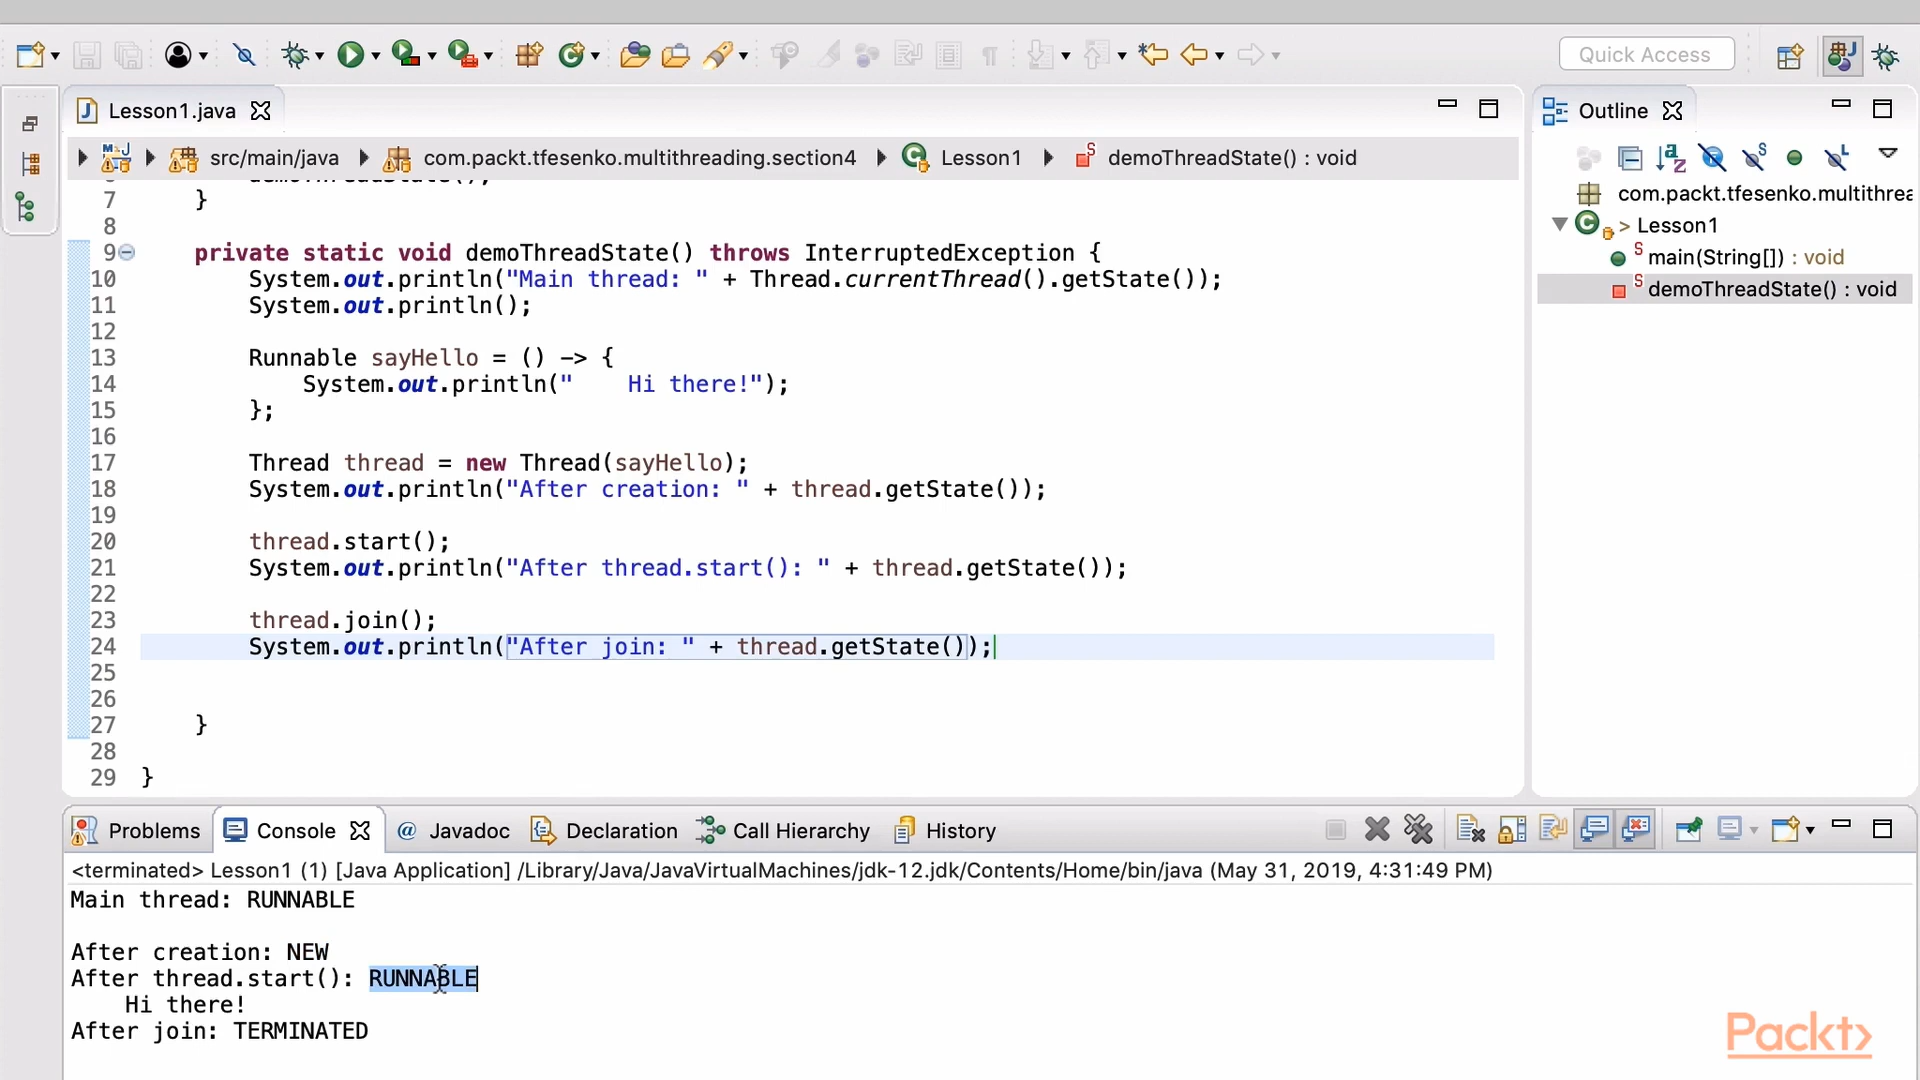 Quick Access
Lesson1.java
src/main/java com.packt.tfesenko.multithreading.section4 Lesson1 demoThreadState() : void
7 }
8
9 private static void demoThreadState() throws InterruptedException {
10 System.out.println("Main thread: " + Thread.currentThread().getState());
11 System.out.println();
12
13 Runnable sayHello = () -> {
14 System.out.println("    Hi there!");
15 };
16
17 Thread thread = new Thread(sayHello);
18 System.out.println("After creation: " + thread.getState());
19
20 thread.start();
21 System.out.println("After thread.start(): " + thread.getState());
22
23 thread.join();
24 System.out.println("After join: " + thread.getState());
25
26
27 }
28
29 }
Outline
com.packt.tfesenko.multithrea
> Lesson1
S main(String[]) : void
S demoThreadState() : void
Problems Console Javadoc Declaration Call Hierarchy History
<terminated> Lesson1 (1) [Java Application] /Library/Java/JavaVirtualMachines/jdk-12.jdk/Contents/Home/bin/java (May 31, 2019, 4:31:49 PM)
Main thread: RUNNABLE
After creation: NEW
After thread.start(): RUNNABLE
    Hi there!
After join: TERMINATED
Packt>